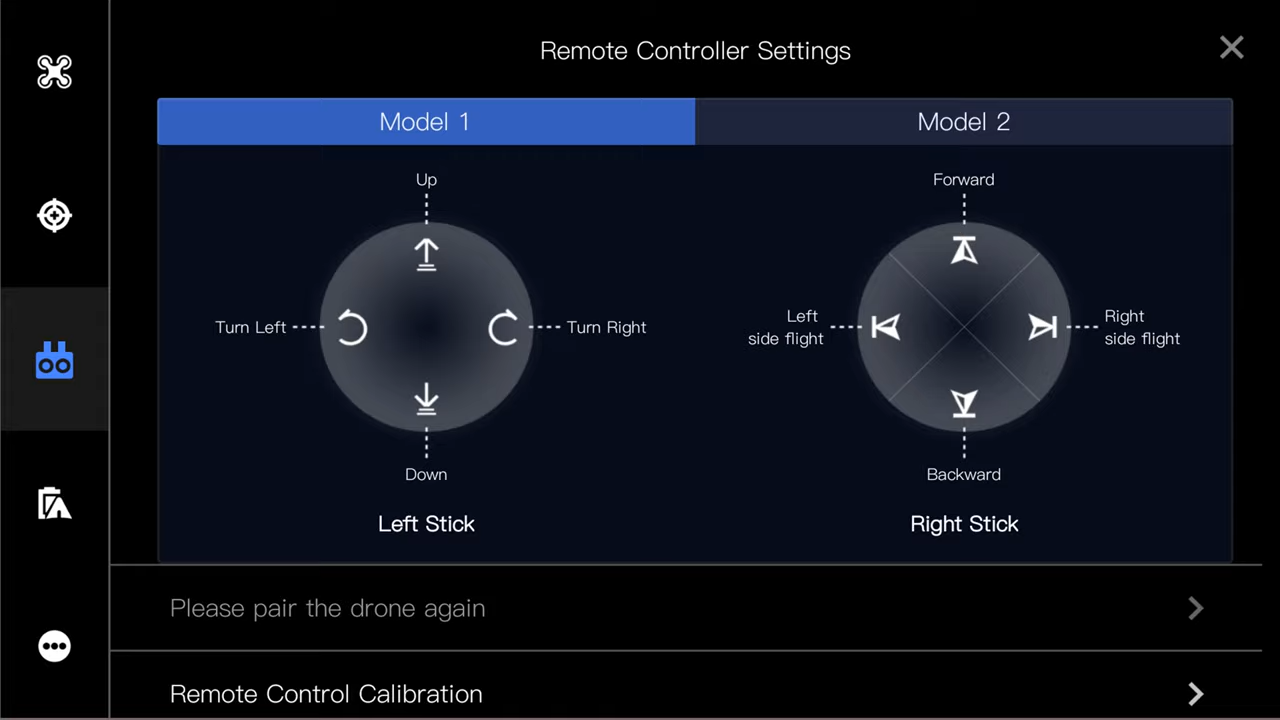 Remote Controller Settings
Model 1
Model 2
Up
Turn Left
Turn Right
Down
Left Stick
Forward
Left
side flight
Right
side flight
Backward
Right Stick
Please pair the drone again
Remote Control Calibration